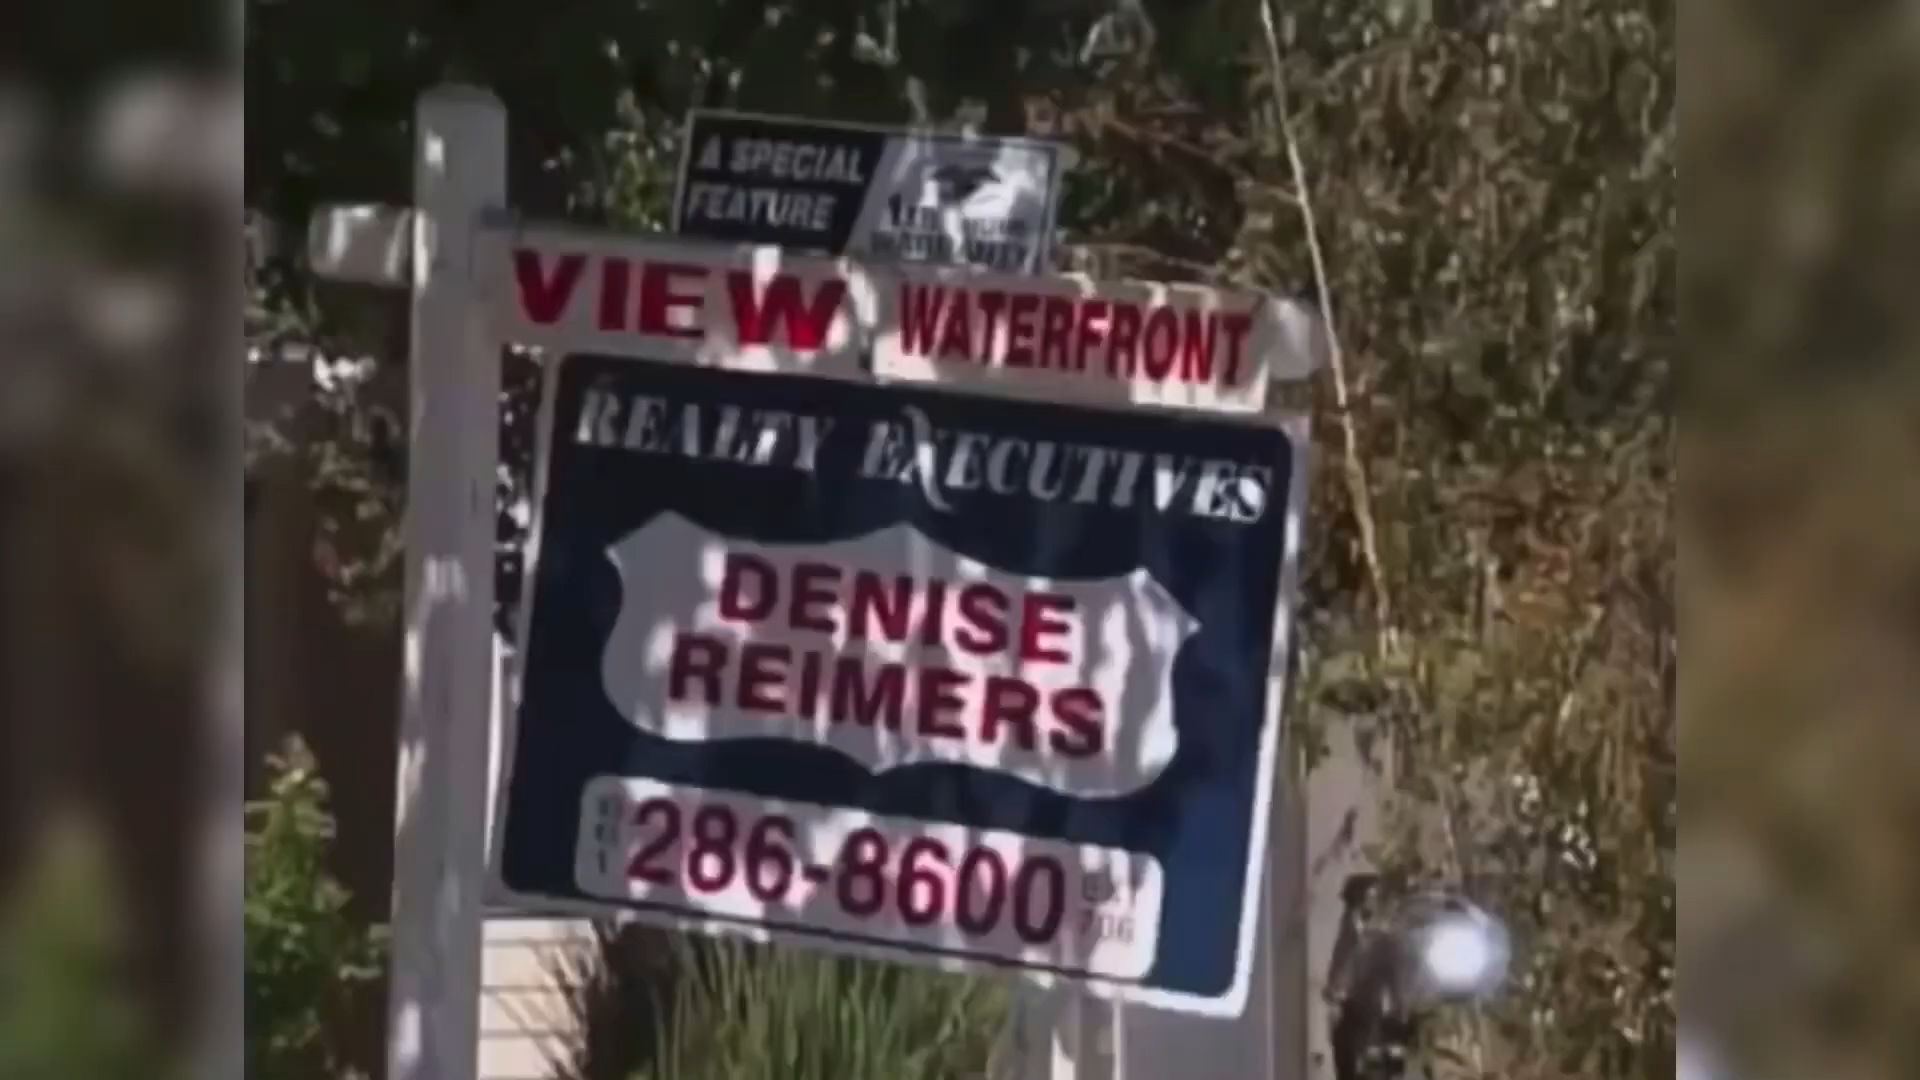 A SPECIAL
FEATURE
VIEW WATERFRONT
REALTY EXECUTIVES
DENISE
REIMERS
286-8600